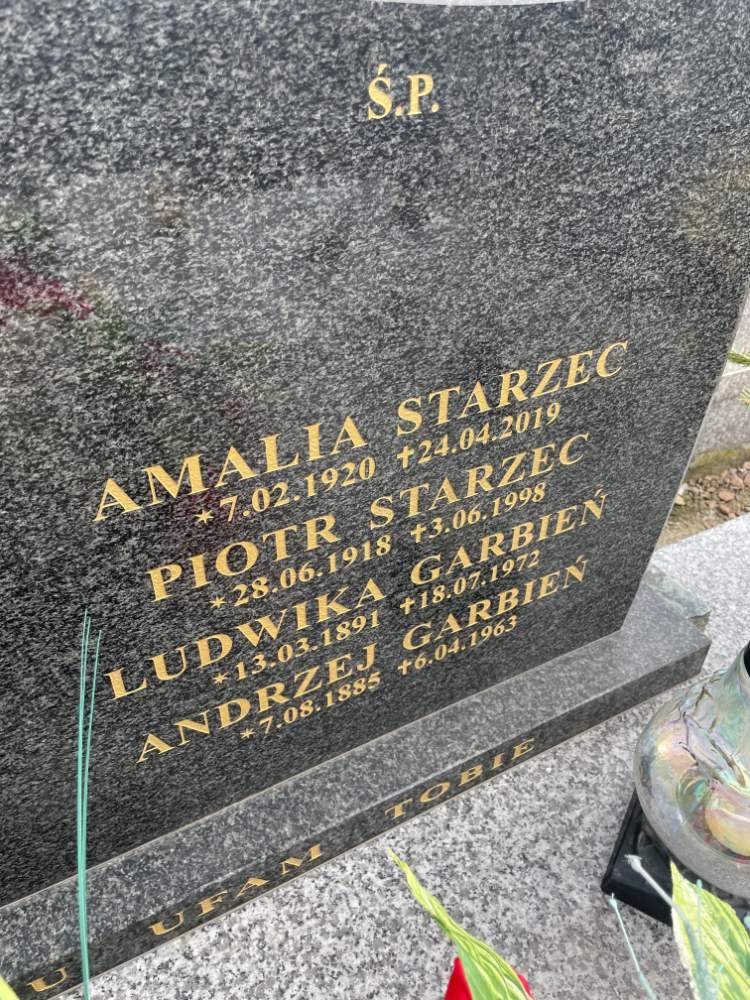 Ś.P.
AMALIA STARZEC
*7.02.1920 ✝24.04.2019
PIOTR STARZEC
*28.06.1918 ✝3.06.1998
LUDWIKA GARBIEŃ
*13.03.1891 ✝18.07.1972
ANDRZEJ GARBIEŃ
*7.08.1885 ✝6.04.1963
UFAM TOBIE